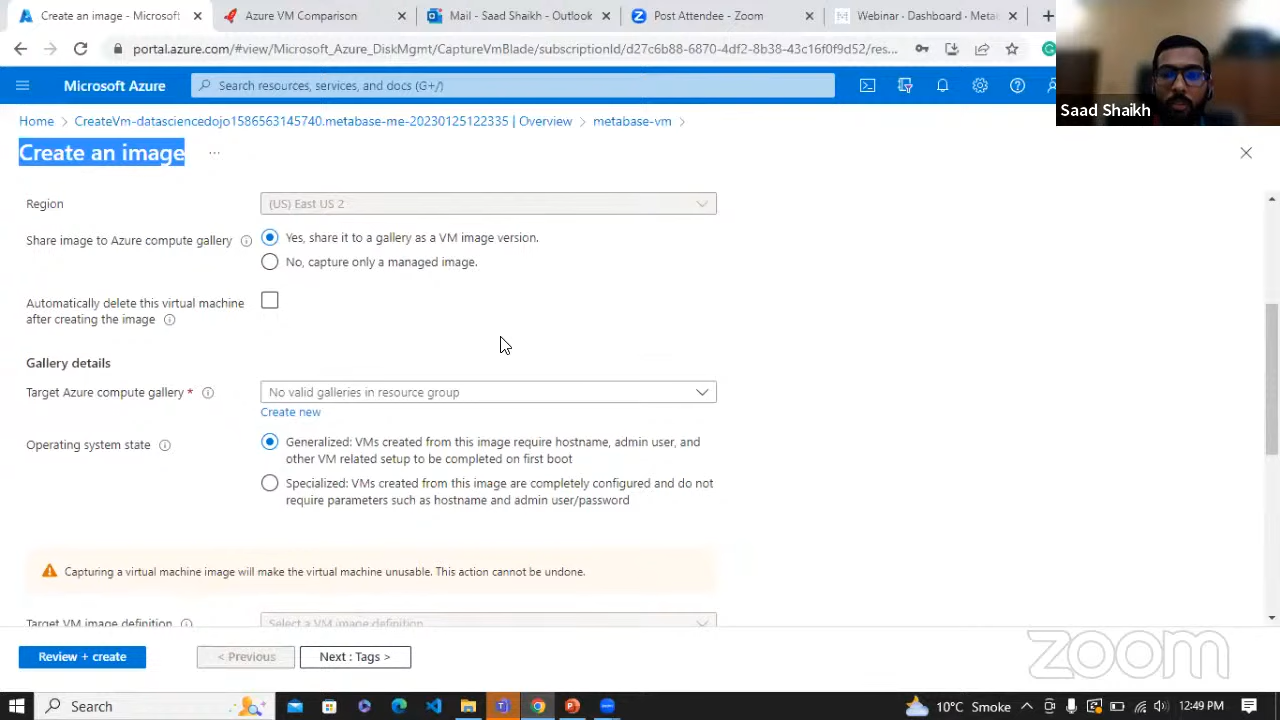 Create an image - Microsoft
Azure VM Comparison
Mail - Saad Shaikh - Outlook
Post Attendee - Zoom
Webinar · Dashboard · Meta
portal.azure.com/#view/Microsoft_Azure_DiskMgmt/CaptureVmBlade/subscriptionId/d27c6b88-6870-4df2-8b38-43c16f0f9d52/res...
Microsoft Azure
Search resources, services, and docs (G+/)
Saad Shaikh
Home > CreateVm-datasciencedojo1586563145740.metabase-me-20230125122335 | Overview > metabase-vm >
Create an image ...
Region
(US) East US 2
Share image to Azure compute gallery
Yes, share it to a gallery as a VM image version.
No, capture only a managed image.
Automatically delete this virtual machine
after creating the image
Gallery details
Target Azure compute gallery *
No valid galleries in resource group
Create new
Operating system state
Generalized: VMs created from this image require hostname, admin user, and
other VM related setup to be completed on first boot
Specialized: VMs created from this image are completely configured and do not
require parameters such as hostname and admin user/password
Capturing a virtual machine image will make the virtual machine unusable. This action cannot be undone.
Target VM image definition
Select a VM image definition
Review + create
< Previous
Next : Tags >
zoom
Search
10°C Smoke
12:49 PM